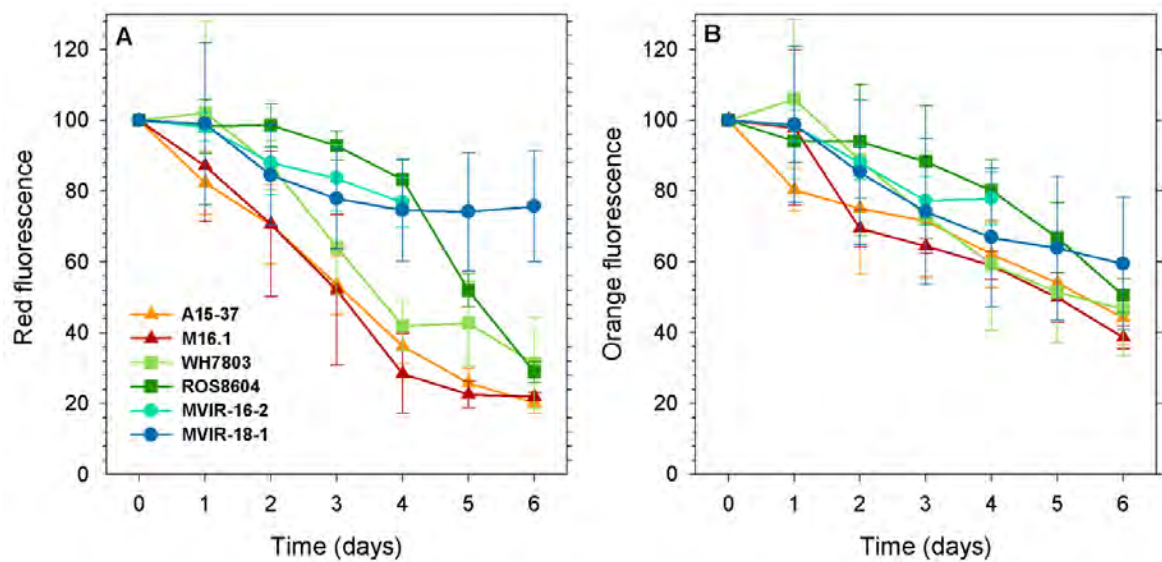 A
Red fluorescence
120
100
80
60
40
20
0
A15-37
M16.1
WH7803
ROS8604
MVIR-16-2
MVIR-18-1
0 1 2 3 4 5 6
Time (days)
B
Orange fluorescence
120
100
80
60
40
20
0
0 1 2 3 4 5 6
Time (days)